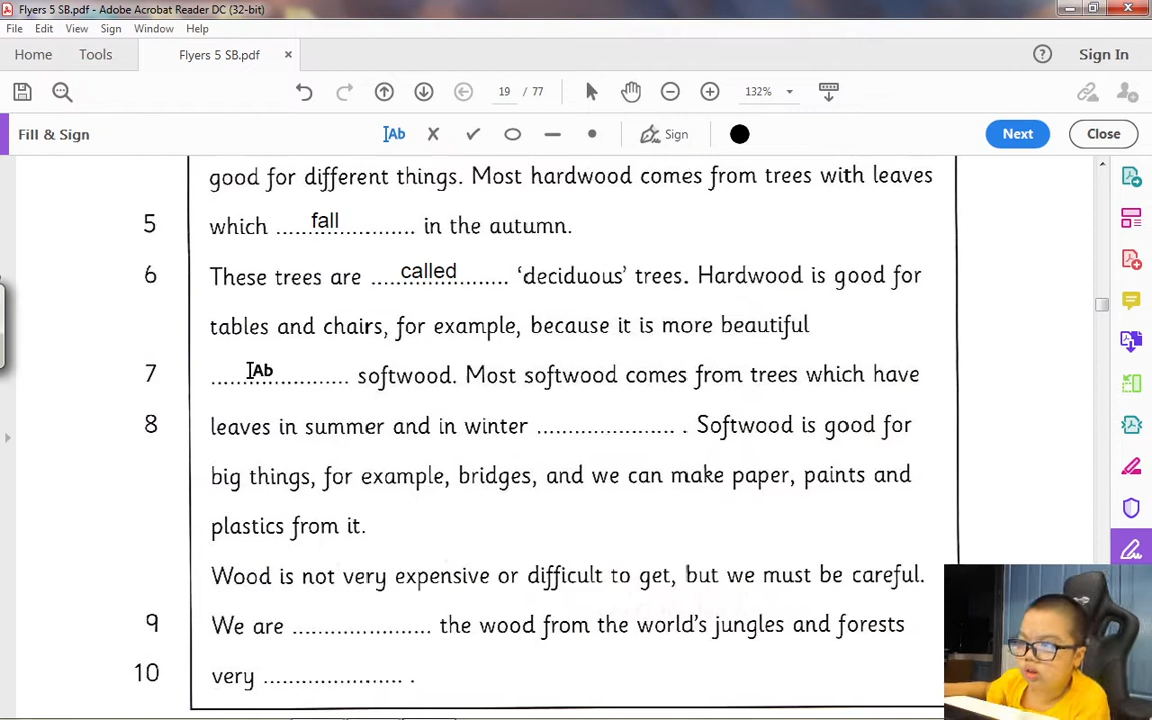 Flyers 5 SB.pdf - Adobe Acrobat Reader DC (32-bit)
File Edit View Sign Window Help
Home Tools Flyers 5 SB.pdf × ? Sign In
19 / 77 132%
Fill & Sign IAb Sign Next Close
good for different things. Most hardwood comes from trees with leaves
5 which ....fall.......... in the autumn.
6 These trees are ....called........ ‘deciduous’ trees. Hardwood is good for
tables and chairs, for example, because it is more beautiful
IAb
7 ...................... softwood. Most softwood comes from trees which have
8 leaves in summer and in winter ...................... . Softwood is good for
big things, for example, bridges, and we can make paper, paints and
plastics from it.
Wood is not very expensive or difficult to get, but we must be careful.
9 We are ...................... the wood from the world’s jungles and forests
10 very ...................... .